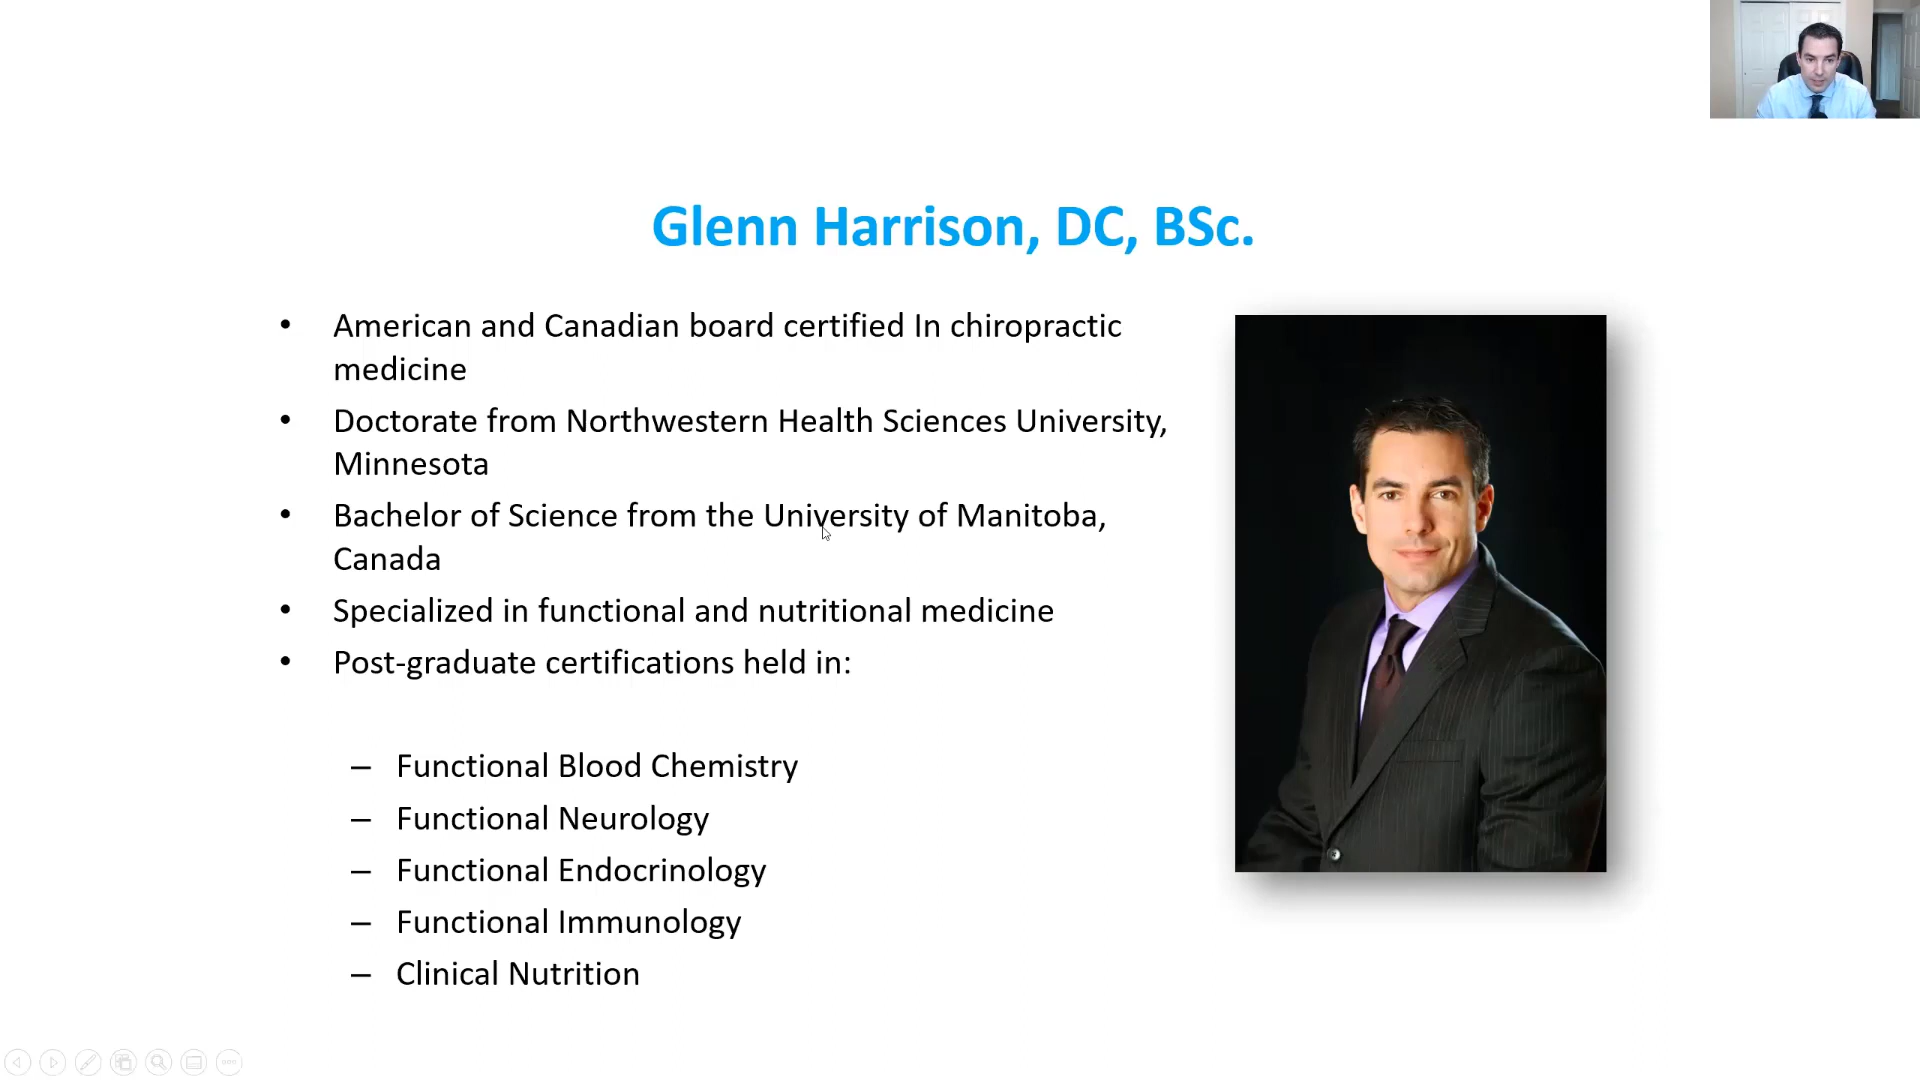 Glenn Harrison, DC, BSc.
• American and Canadian board certified In chiropractic
medicine
• Doctorate from Northwestern Health Sciences University,
Minnesota
• Bachelor of Science from the University of Manitoba,
Canada
• Specialized in functional and nutritional medicine
• Post-graduate certifications held in:
– Functional Blood Chemistry
– Functional Neurology
– Functional Endocrinology
– Functional Immunology
– Clinical Nutrition